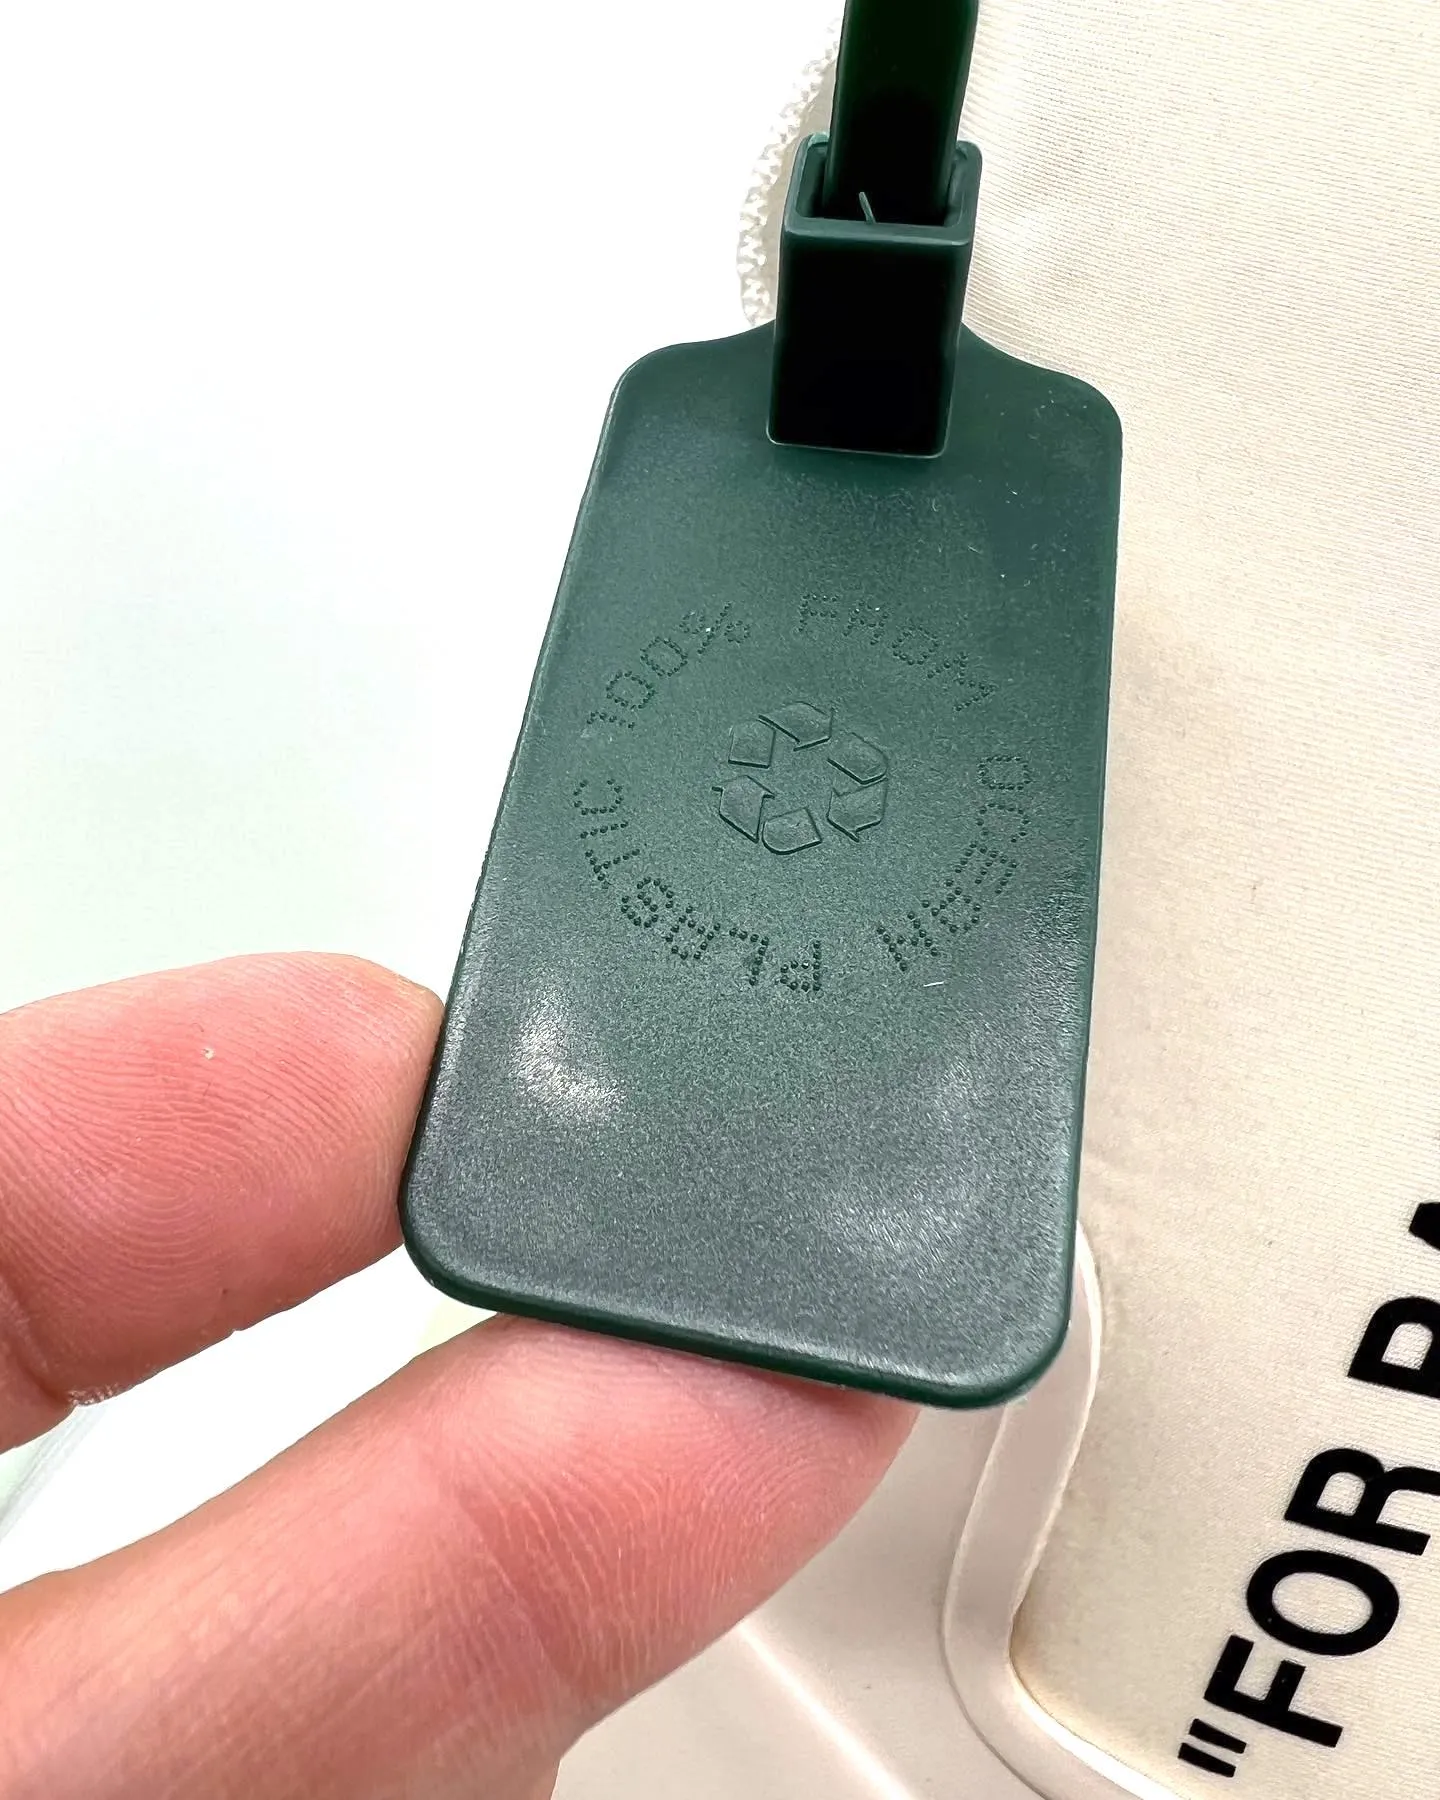 100% FROM OCEAN PLASTIC
"FOR